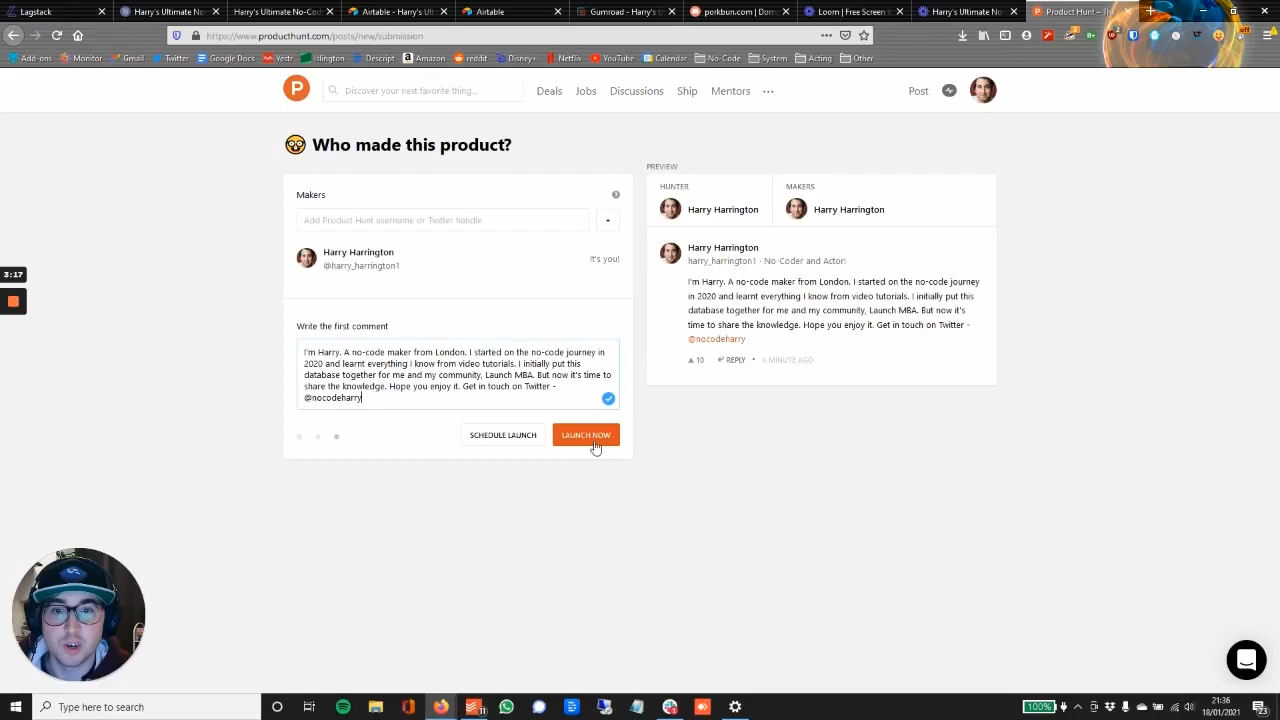 Lagstack
Harry's Ultimate No-Co
Harry's Ultimate No-Code
Airtable - Harry's Ult
Airtable
Gumroad - Harry's U
porkbun.com | Dom
Loom | Free Screen
Harry's Ultimate No
Product Hunt – The
https://www.producthunt.org/posts/new/submission
Add-ons
Monitor
Gmail
Twitter
Google Docs
Yestr
Islington
Descript
Amazon
reddit
Disney+
Netflix
YouTube
Calendar
No-Code
System
Acting
Other
P
Discover your next favorite thing...
Deals
Jobs
Discussions
Ship
Mentors
Post
Who made this product?
Makers
Add Product Hunt username or Twitter handle
+
Harry Harrington
@harry_harrington1
It's you!
Write the first comment
I'm Harry. A no-code maker from London. I started on the no-code journey in
2020 and learnt everything I know from video tutorials. I initially put this
database together for me and my community, Launch MBA. But now it's time to
share the knowledge. Hope you enjoy it. Get in touch on Twitter -
@nocodeharry
SCHEDULE LAUNCH
LAUNCH NOW
PREVIEW
HUNTER
MAKERS
Harry Harrington
Harry Harrington
Harry Harrington
harry_harrington1 · No-Coder and Actor!
I'm Harry. A no-code maker from London. I started on the no-code journey
in 2020 and learnt everything I know from video tutorials. I initially put this
database together for me and my community, Launch MBA. But now it's
time to share the knowledge. Hope you enjoy it. Get in touch on Twitter -
@nocodeharry
10
REPLY
·
A MINUTE AGO
3:17
Type here to search
11
100%
21:36
18/01/2021